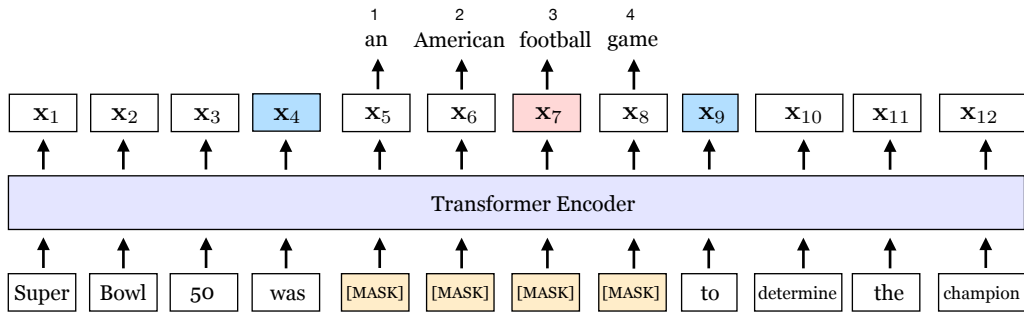 1 2 3 4
an American football game
x₁ x₂ x₃ x₄ x₅ x₆ x₇ x₈ x₉ x₁₀ x₁₁ x₁₂
Transformer Encoder
Super Bowl 50 was [MASK] [MASK] [MASK] [MASK] to determine the champion